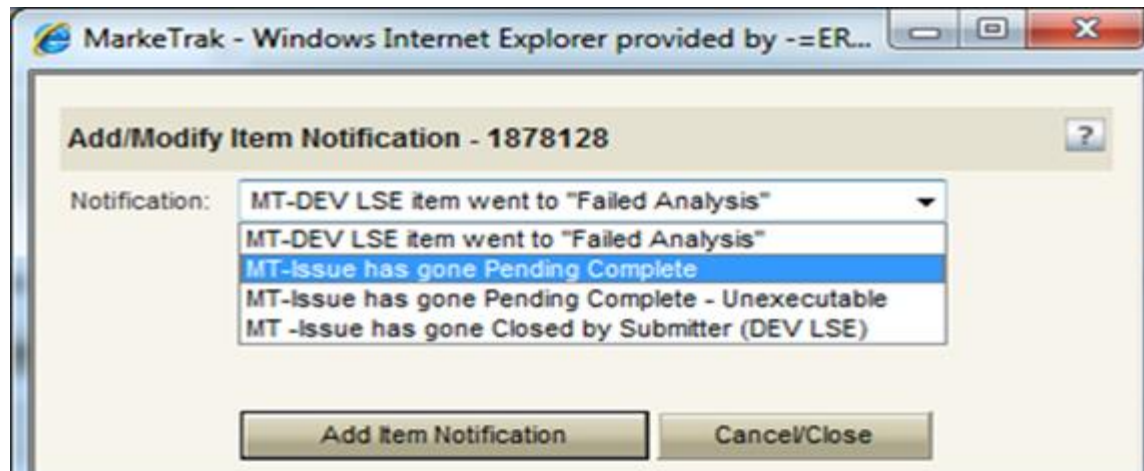 MarkeTrak - Windows Internet Explorer provided by -=ER...
Add/Modify Item Notification - 1878128
?
Notification:
MT-DEV LSE item went to "Failed Analysis"
MT-DEV LSE item went to "Failed Analysis"
MT-Issue has gone Pending Complete
MT-Issue has gone Pending Complete - Unexecutable
MT -Issue has gone Closed by Submitter (DEV LSE)
Add Item Notification
Cancel/Close